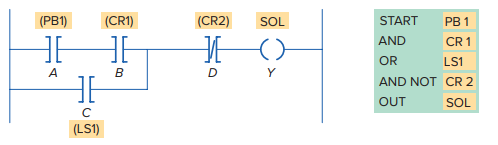 (PB1) (CR1) (CR2) SOL
A B D Y
C
(LS1)
START PB 1
AND CR 1
OR LS1
AND NOT CR 2
OUT SOL